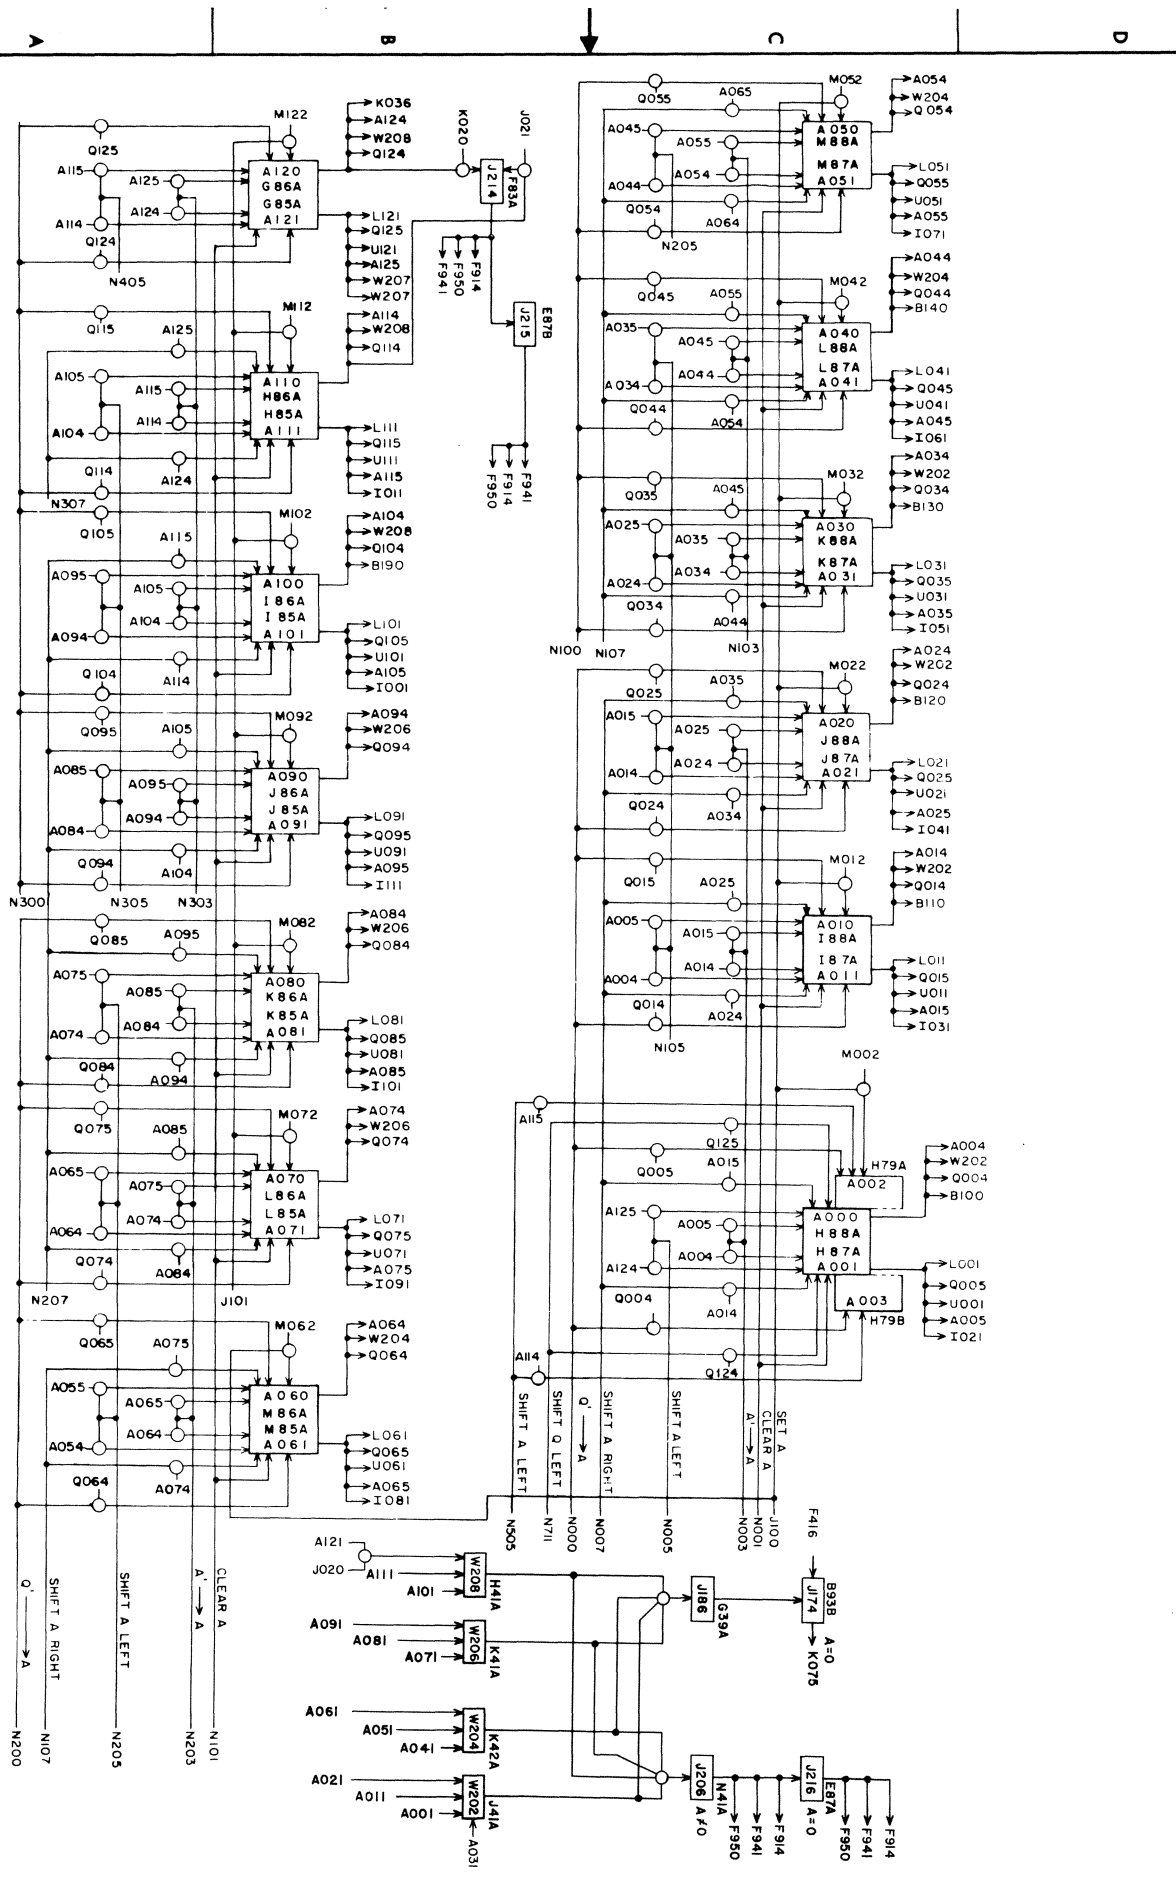 A
B
C
D
K036
A124
W208
Q124
M122
Q125
A115
A125
A120
G86A
G85A
A121
A124
A114
Q124
N405
L121
Q125
U121
A125
W207
W207
K020
J021
J214
F83A
F941
F950
F914
J215
E87B
F950
F914
F941
M112
Q115
A125
A105
A115
A110
H86A
H85A
A111
A114
A104
Q114
A124
N307
A114
W208
Q114
L111
Q115
U111
A115
I011
M102
Q105
A115
A095
A105
A100
I86A
I85A
A101
A104
A094
Q104
A114
A104
W208
Q104
B190
L101
Q105
U101
A105
I001
M092
Q095
A105
A085
A095
A090
J86A
J85A
A091
A094
A084
Q094
A104
N300
N305
N303
A094
W206
Q094
L091
Q095
U091
A095
I111
M082
Q085
A095
A075
A085
A080
K86A
K85A
A081
A084
A074
Q084
A094
A084
W206
Q084
L081
Q085
U081
A085
I101
M072
Q075
A085
A065
A075
A070
L86A
L85A
A071
A074
A064
Q074
A084
N207
J101
A074
W206
Q074
L071
Q075
U071
A075
I091
M062
Q065
A075
A055
A065
A060
M86A
M85A
A061
A064
A054
Q064
A074
A064
W204
Q064
L061
Q065
U061
A065
I081
Q' → A
SHIFT A RIGHT
SHIFT A LEFT
A' → A
CLEAR A
N200
N107
N205
N203
N101
Q055
A065
M052
A045
A055
A050
M88A
M87A
A051
A054
A044
Q054
A064
N205
A054
W204
Q054
L051
Q055
U051
A055
I071
Q045
A055
M042
A035
A045
A040
L88A
L87A
A041
A044
A034
Q044
A054
A044
W204
Q044
B140
L041
Q045
U041
A045
I061
Q035
A045
M032
A025
A035
A030
K88A
K87A
A031
A034
A024
Q034
A044
N100
N107
N103
A034
W202
Q034
B130
L031
Q035
U031
A035
I051
Q025
A035
M022
A015
A025
A020
J88A
J87A
A021
A024
A014
Q024
A034
A024
W202
Q024
B120
L021
Q025
U021
A025
I041
Q015
A025
M012
A005
A015
A010
I88A
I87A
A011
A014
A004
Q014
A024
N105
A014
W202
Q014
B110
L011
Q015
U011
A015
I031
M002
A115
Q125
Q005
A015
H79A
A002
A125
A005
A000
H88A
H87A
A001
A004
A124
Q004
A014
A003
H79B
A114
Q124
A004
W202
Q004
B100
L001
Q005
U001
A005
I021
SHIFT A LEFT
SHIFT Q LEFT
Q' → A
SHIFT A RIGHT
SHIFT A LEFT
A' → A
CLEAR A
SET A
N505
N711
N000
N007
N005
N003
N001
J100
A121
J020
A111
A101
W208
H41A
A091
A081
A071
W206
K41A
A061
A051
A041
W204
K42A
A021
A011
A001
W202
J41A
A031
J186
G39A
F416
J174
B93B
A=0
K075
J206
N41A
A≠0
F950
F941
F914
J216
E87A
A=0
F950
F941
F914